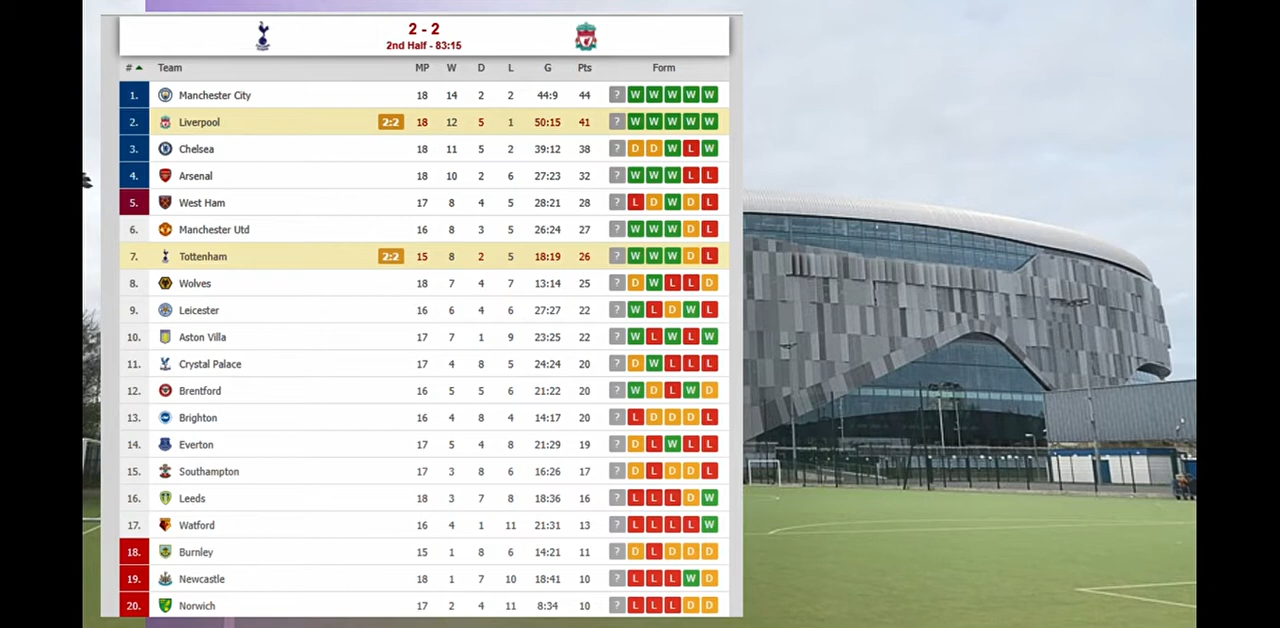 2 - 2
2nd Half - 83:15
# Team MP W D L G Pts Form
1. Manchester City 18 14 2 2 44:9 44 ? W W W W W
2. Liverpool 2:2 18 12 5 1 50:15 41 ? W W W W W
3. Chelsea 18 11 5 2 39:12 38 ? D D W L W
4. Arsenal 18 10 2 6 27:23 32 ? W W W L L
5. West Ham 17 8 4 5 28:21 28 ? L D W D L
6. Manchester Utd 16 8 3 5 26:24 27 ? W W W D L
7. Tottenham 2:2 15 8 2 5 18:19 26 ? W W W D L
8. Wolves 18 7 4 7 13:14 25 ? D W L L D
9. Leicester 16 6 4 6 27:27 22 ? W L D W L
10. Aston Villa 17 7 1 9 23:25 22 ? W L W L W
11. Crystal Palace 17 4 8 5 24:24 20 ? D W L L L
12. Brentford 16 5 5 6 21:22 20 ? W D L W D
13. Brighton 16 4 8 4 14:17 20 ? L D D D L
14. Everton 17 5 4 8 21:29 19 ? D L W L L
15. Southampton 17 3 8 6 16:26 17 ? D L D D L
16. Leeds 18 3 7 8 18:36 16 ? L L L D W
17. Watford 16 4 1 11 21:31 13 ? L L L L W
18. Burnley 15 1 8 6 14:21 11 ? D L D D D
19. Newcastle 18 1 7 10 18:41 10 ? L L L W D
20. Norwich 17 2 4 11 8:34 10 ? L L L D D